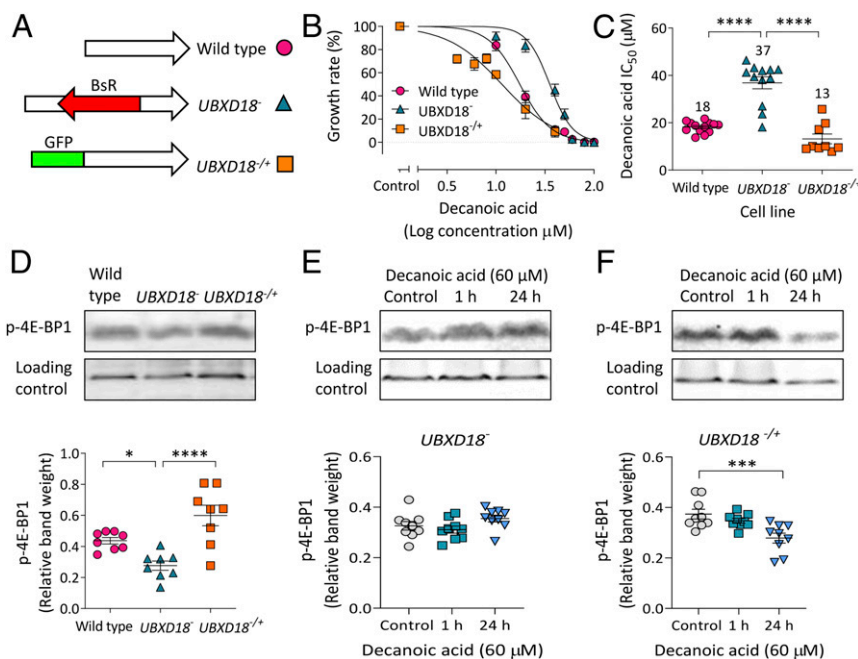 A
Wild type
BsR
UBXD18⁻
GFP
UBXD18⁻/⁺
B
Growth rate (%)
100
80
60
40
20
0
Wild type
UBXD18⁻
UBXD18⁻/⁺
Control 0.5 1.0 1.5 2.0
Decanoic acid
(Log concentration μM)
C
Decanoic acid IC₅₀ (μM)
60
40
20
0
**** ****
18
37
13
Wild type UBXD18⁻ UBXD18⁻/⁺
Cell line
D
Wild
type UBXD18⁻ UBXD18⁻/⁺
p-4E-BP1
Loading
control
p-4E-BP1
(Relative band weight)
1.0
0.8
0.6
0.4
0.2
0.0
* ****
Wild type UBXD18⁻ UBXD18⁻/⁺
E
Decanoic acid (60 μM)
Control 1 h 24 h
p-4E-BP1
Loading
control
UBXD18⁻
p-4E-BP1
(Relative band weight)
0.6
0.4
0.2
0.0
Control 1 h 24 h
Decanoic acid (60 μM)
F
Decanoic acid (60 μM)
Control 1 h 24 h
p-4E-BP1
Loading
control
UBXD18⁻/⁺
p-4E-BP1
(Relative band weight)
0.6
0.4
0.2
0.0
***
Control 1 h 24 h
Decanoic acid (60 μM)